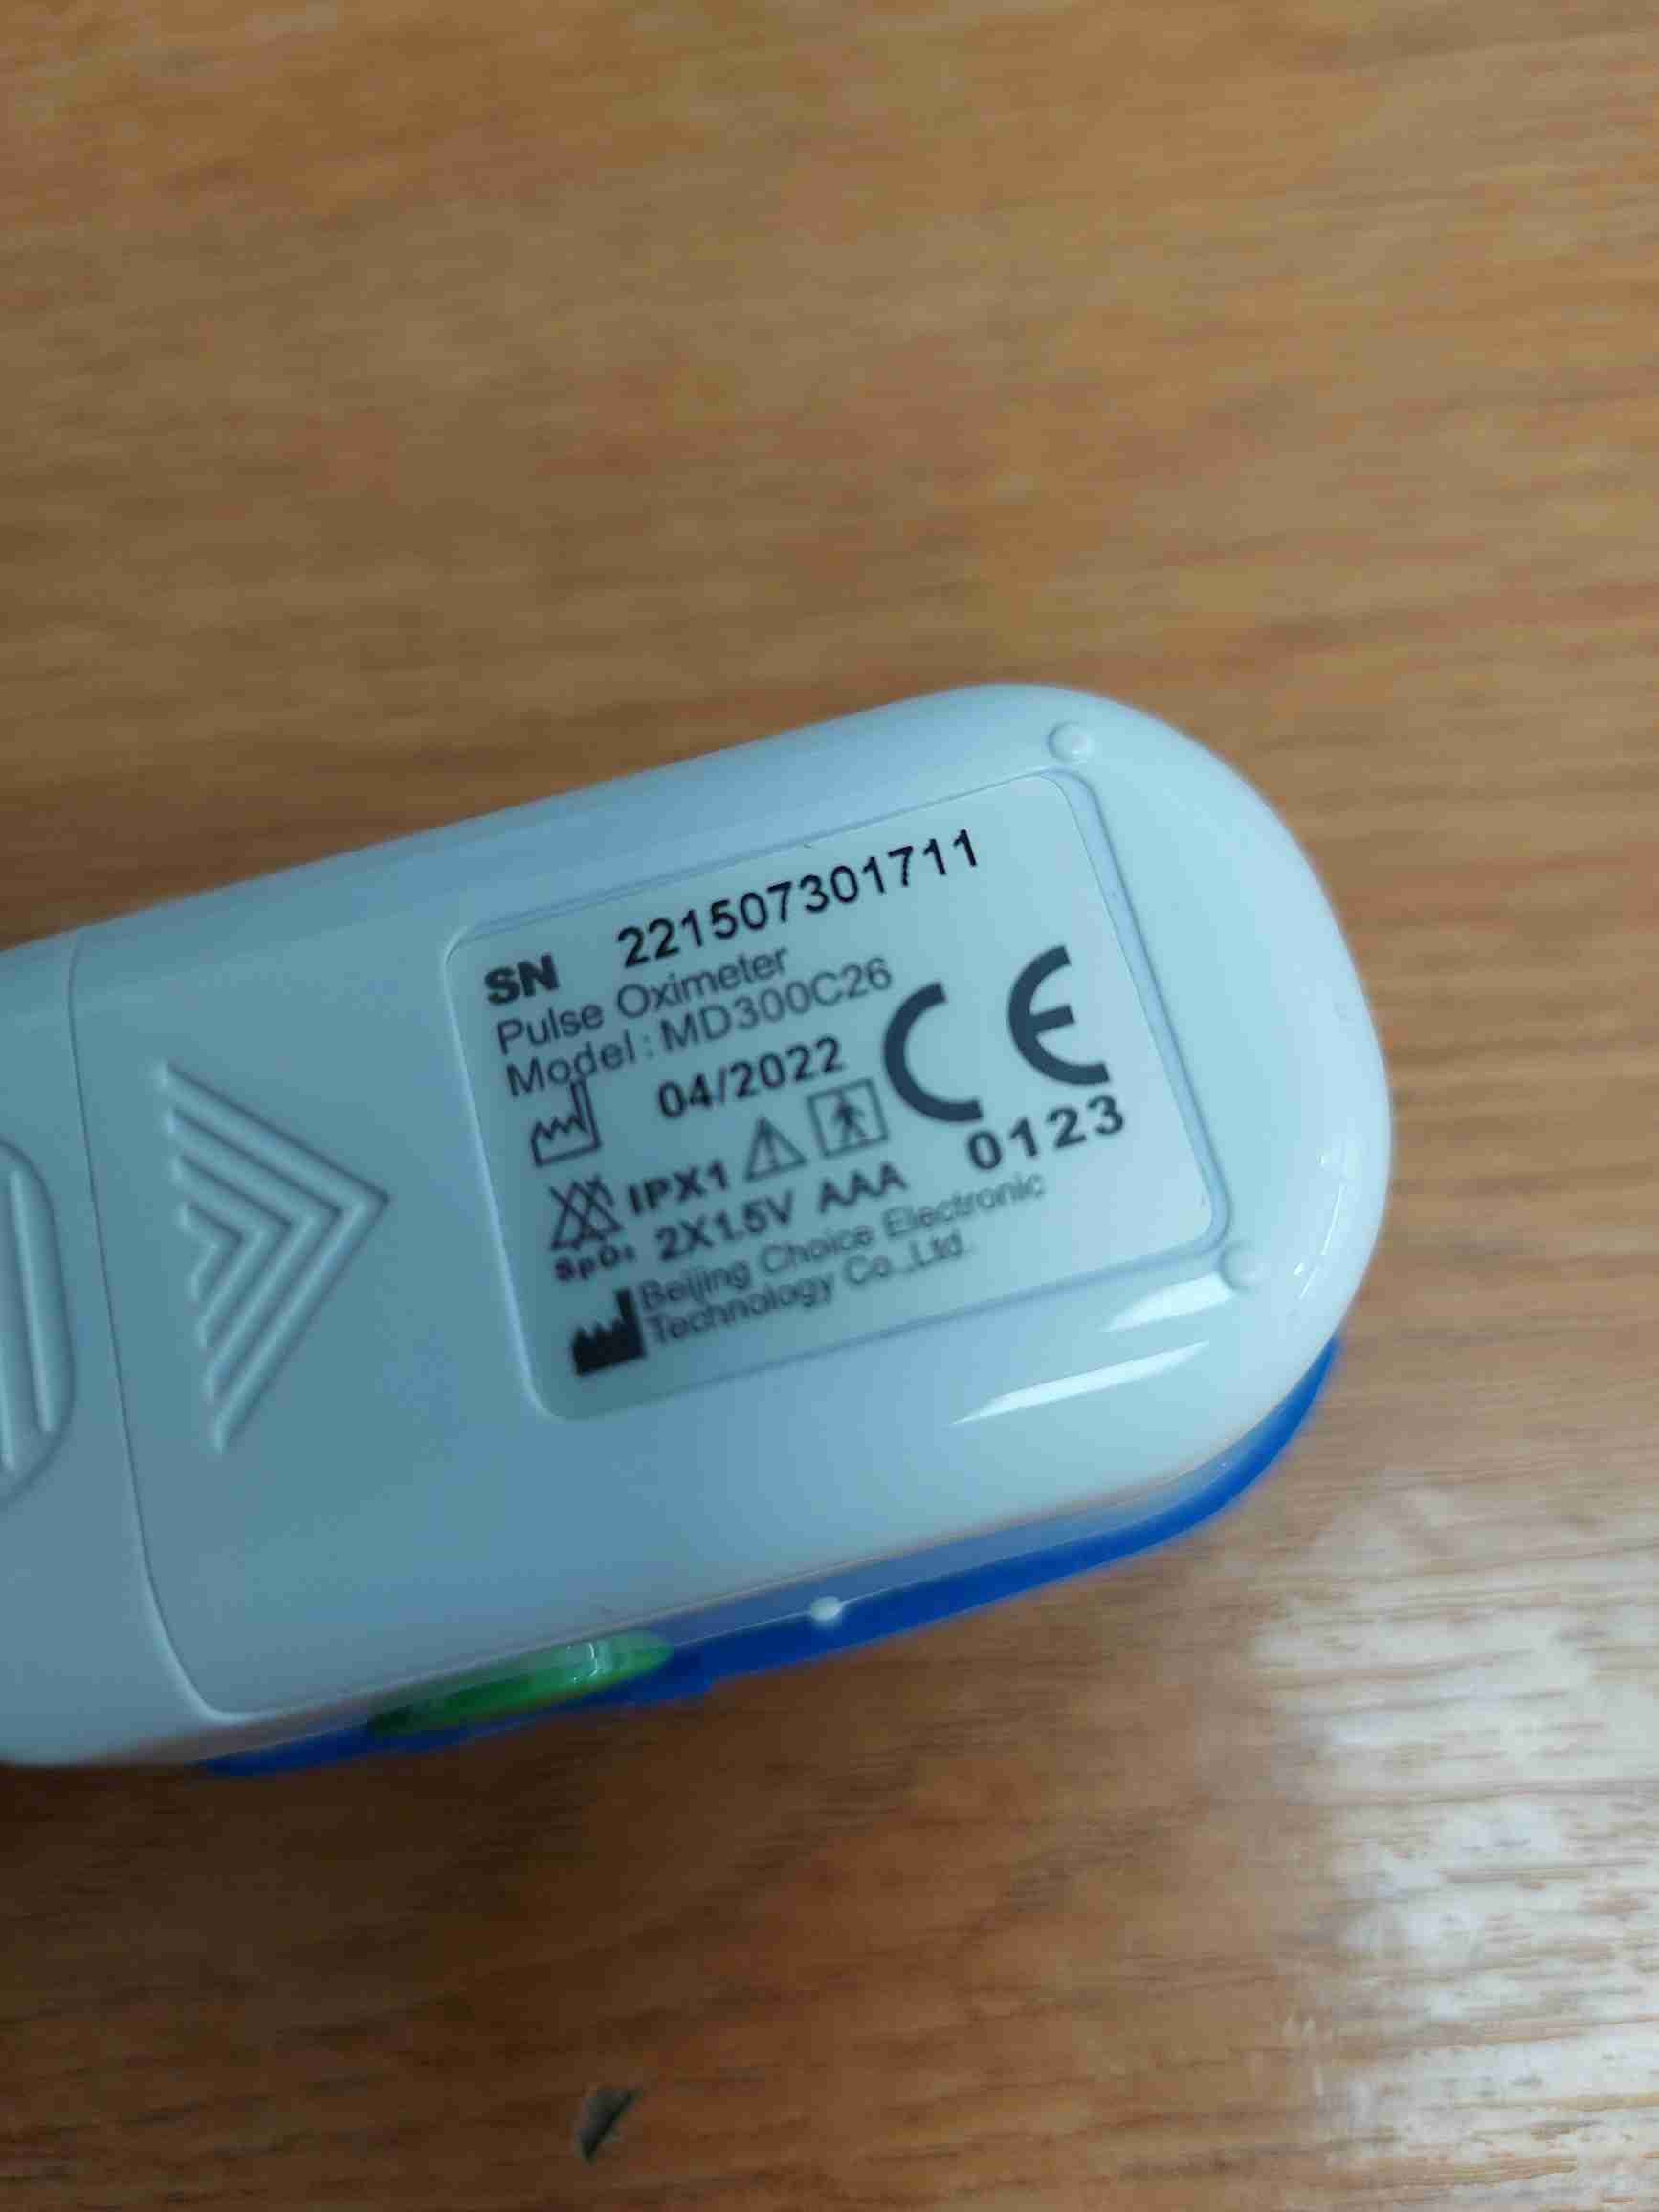 SN 221507301711
Pulse Oximeter
Model: MD300C26
04/2022
CE
IPX1
0123
SpO₂ 2X1.5V AAA
Beijing Choice Electronic
Technology Co.,Ltd.